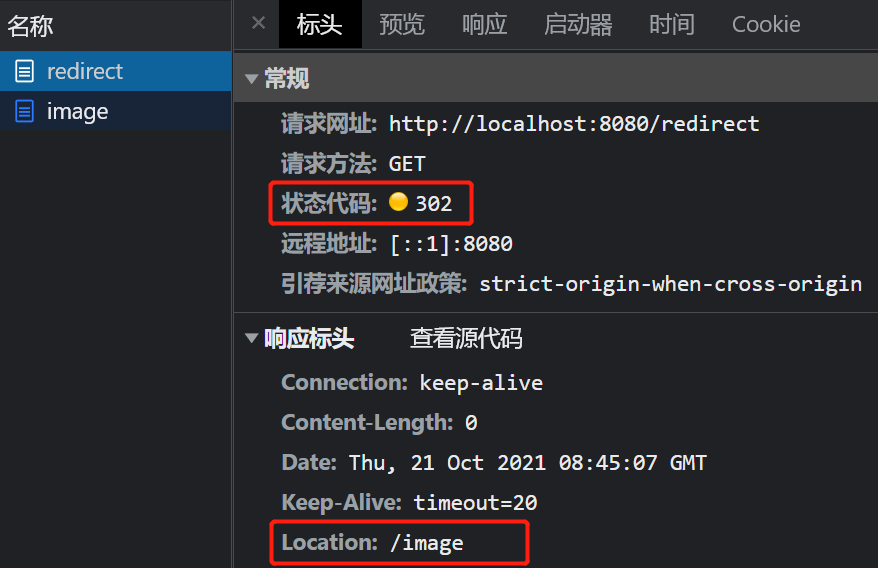 名称
redirect
image
× 标头 预览 响应 启动器 时间 Cookie
常规
请求网址: http://localhost:8080/redirect
请求方法: GET
状态代码: 302
远程地址: [::1]:8080
引荐来源网址政策: strict-origin-when-cross-origin
响应标头 查看源代码
Connection: keep-alive
Content-Length: 0
Date: Thu, 21 Oct 2021 08:45:07 GMT
Keep-Alive: timeout=20
Location: /image